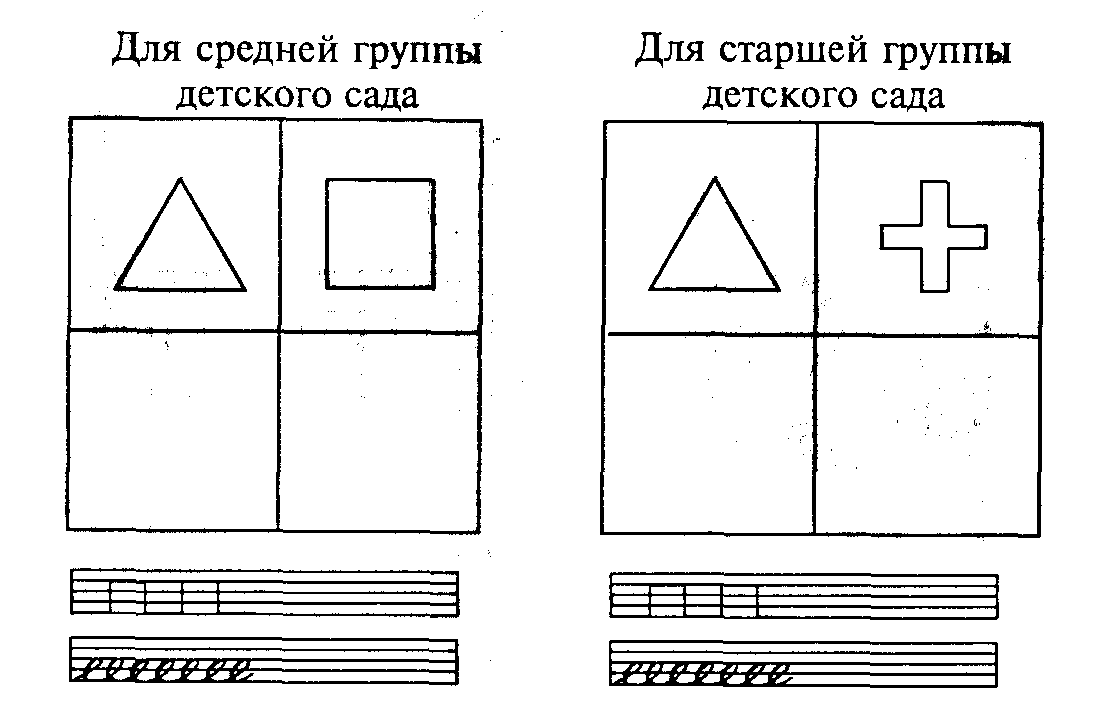 Для средней группы
детского сада
Для старшей группы
детского сада